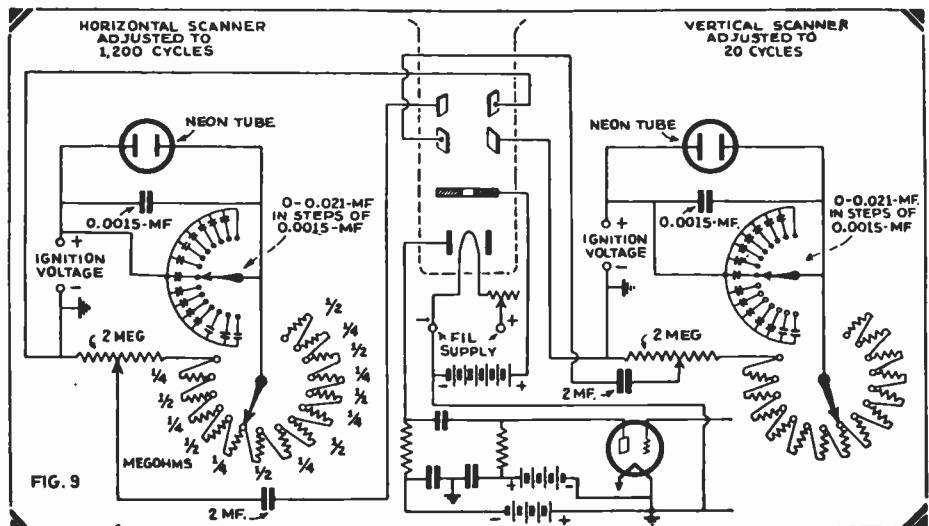 HORIZONTAL SCANNER
ADJUSTED TO
1,200 CYCLES
VERTICAL SCANNER
ADJUSTED TO
20 CYCLES
NEON TUBE
0.0015-MF
0-0.021-MF
IN STEPS OF
0.0015-MF
+
IGNITION
VOLTAGE
-
2 MEG
1/4
1/2
1/4
1/2
1/4
1/2
1/4
1/2
1/4
1/2
1/4
1/2
1/4
1/2
MEGOHMS
2 MF.
FIG. 9
- +
FIL
SUPPLY
- +
+ -
- +
NEON TUBE
0.0015-MF.
0-0.021-MF.
IN STEPS OF
0.0015-MF
+
IGNITION
VOLTAGE
-
2 MEG
2 MF.